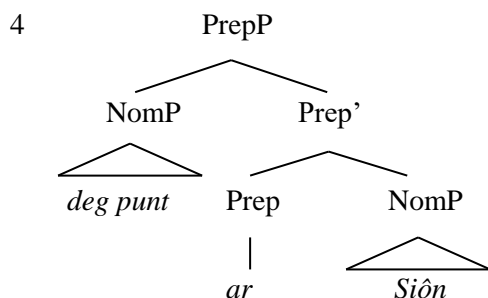 4 PrepP
NomP Prep’
deg punt Prep NomP
ar Siôn